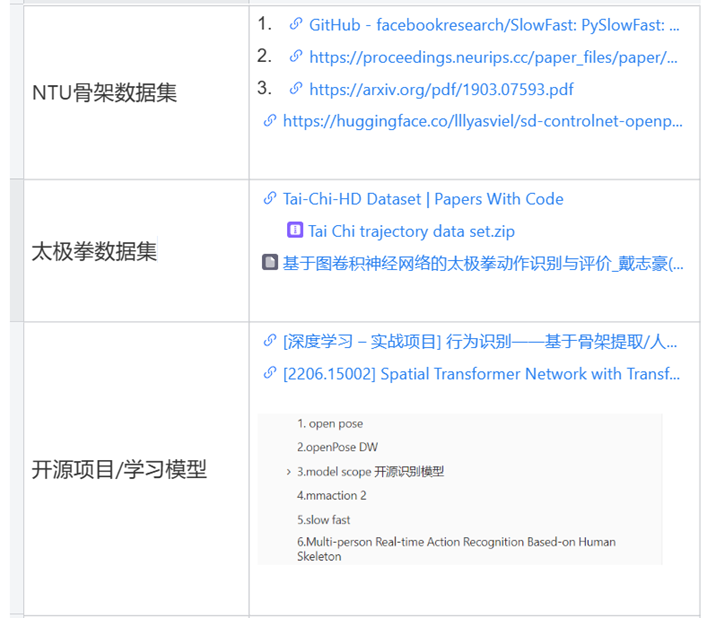 NTU骨架数据集
1. GitHub - facebookresearch/SlowFast: PySlowFast: ...
2. https://proceedings.neurips.cc/paper_files/paper/...
3. https://arxiv.org/pdf/1903.07593.pdf
https://huggingface.co/lllyasviel/sd-controlnet-openp...
太极拳数据集
Tai-Chi-HD Dataset | Papers With Code
Tai Chi trajectory data set.zip
基于图卷积神经网络的太极拳动作识别与评价_戴志豪(...
开源项目/学习模型
[深度学习 – 实战项目] 行为识别——基于骨架提取/人...
[2206.15002] Spatial Transformer Network with Transf...
1. open pose
2.openPose DW
3.model scope 开源识别模型
4.mmaction 2
5.slow fast
6.Multi-person Real-time Action Recognition Based-on Human
Skeleton